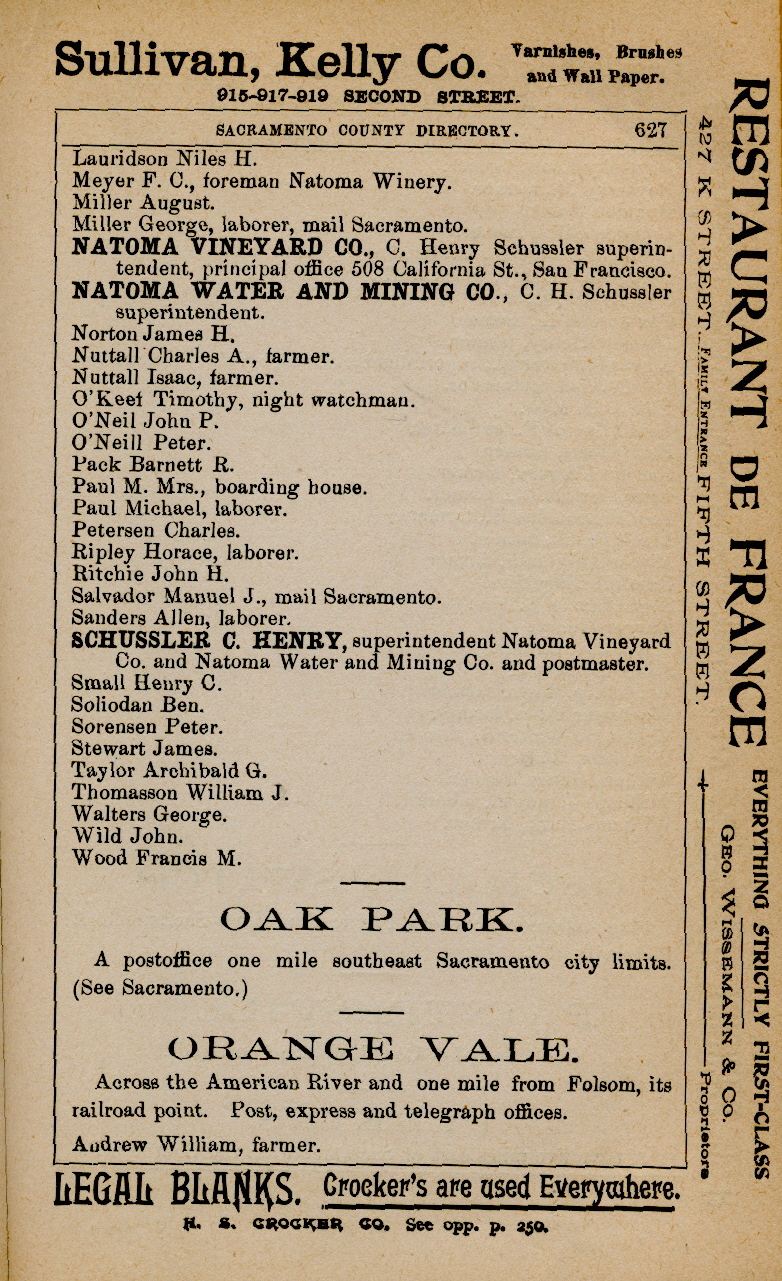 Sullivan, Kelly Co. Varnishes, Brushes
and Wall Paper.
915-917-919 SECOND STREET.
SACRAMENTO COUNTY DIRECTORY. 627
Lauridson Niles H.
Meyer F. C., foreman Natoma Winery.
Miller August.
Miller George, laborer, mail Sacramento.
NATOMA VINEYARD CO., C. Henry Schussler superin-
tendent, principal office 508 California St., San Francisco.
NATOMA WATER AND MINING CO., C. H. Schussler
superintendent.
Norton James H.
Nuttall Charles A., farmer.
Nuttall Isaac, farmer.
O'Keef Timothy, night watchman.
O'Neil John P.
O'Neill Peter.
Pack Barnett R.
Paul M. Mrs., boarding house.
Paul Michael, laborer.
Petersen Charles.
Ripley Horace, laborer.
Ritchie John H.
Salvador Manuel J., mail Sacramento.
Sanders Allen, laborer.
SCHUSSLER C. HENRY, superintendent Natoma Vineyard
Co. and Natoma Water and Mining Co. and postmaster.
Small Henry C.
Soliodan Ben.
Sorensen Peter.
Stewart James.
Taylor Archibald G.
Thomasson William J.
Walters George.
Wild John.
Wood Francis M.
OAK PARK.
A postoffice one mile southeast Sacramento city limits.
(See Sacramento.)
ORANGE VALE.
Across the American River and one mile from Folsom, its
railroad point. Post, express and telegraph offices.
Andrew William, farmer.
LEGAL BLANKS. Crocker's are used Everywhere.
H. S. CROCKER CO. See opp. p. 250.
RESTAURANT DE FRANCE
427 K STREET. FAMILY ENTRANCE FIFTH STREET.
EVERYTHING STRICTLY FIRST-CLASS
GEO. WISSEMANN & CO.
Proprietors